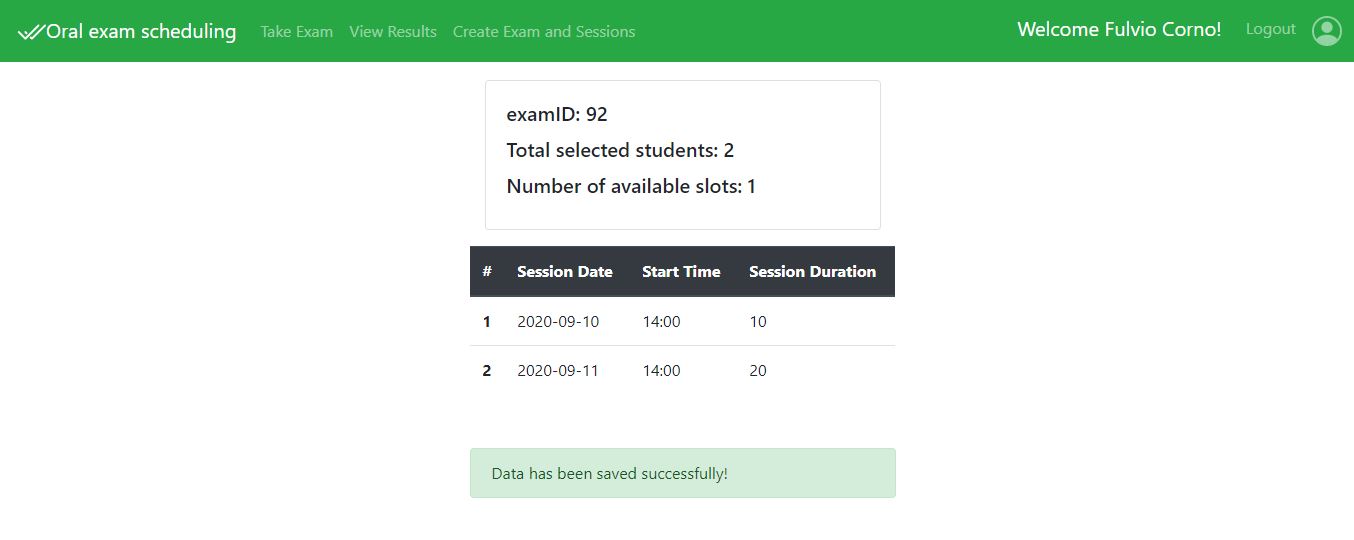 Oral exam scheduling Take Exam View Results Create Exam and Sessions Welcome Fulvio Corno! Logout
examID: 92
Total selected students: 2
Number of available slots: 1
# Session Date Start Time Session Duration
1 2020-09-10 14:00 10
2 2020-09-11 14:00 20
Data has been saved successfully!